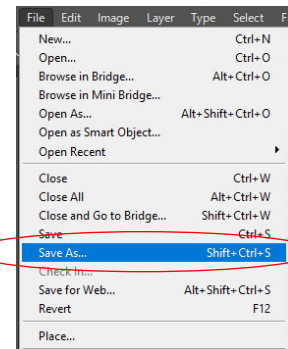 File Edit Image Layer Type Select F
New... Ctrl+N
Open... Ctrl+O
Browse in Bridge... Alt+Ctrl+O
Browse in Mini Bridge...
Open As... Alt+Shift+Ctrl+O
Open as Smart Object...
Open Recent
Close Ctrl+W
Close All Alt+Ctrl+W
Close and Go to Bridge... Shift+Ctrl+W
Save Ctrl+S
Save As... Shift+Ctrl+S
Check In...
Save for Web... Alt+Shift+Ctrl+S
Revert F12
Place...